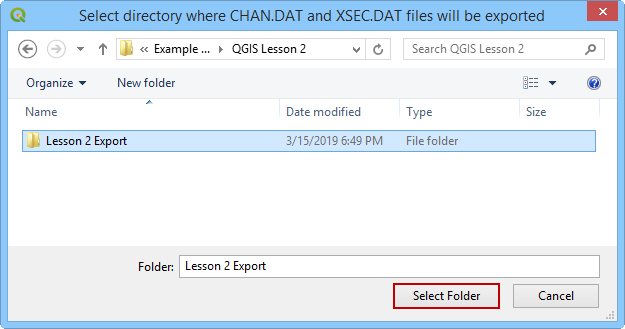 Select directory where CHAN.DAT and XSEC.DAT files will be exported
« Example ... QGIS Lesson 2 Search QGIS Lesson 2
Organize New folder
Name Date modified Type Size
Lesson 2 Export 3/15/2019 6:49 PM File folder
Folder: Lesson 2 Export
Select Folder Cancel